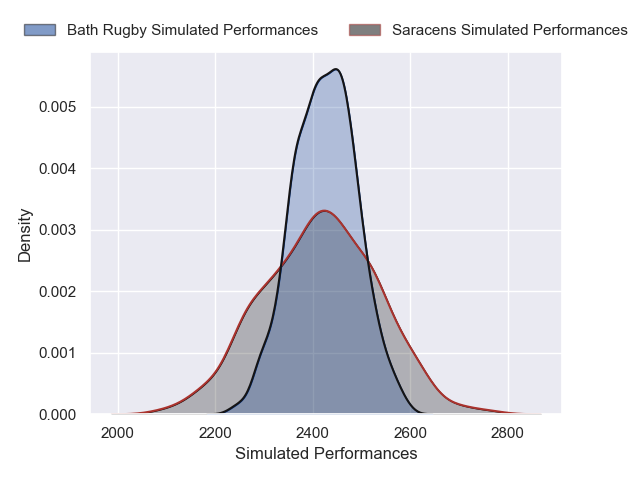 Bath Rugby Simulated Performances Saracens Simulated Performances
0.005
0.004
0.003
0.002
0.001
0.000
Density
2000 2200 2400 2600 2800
Simulated Performances